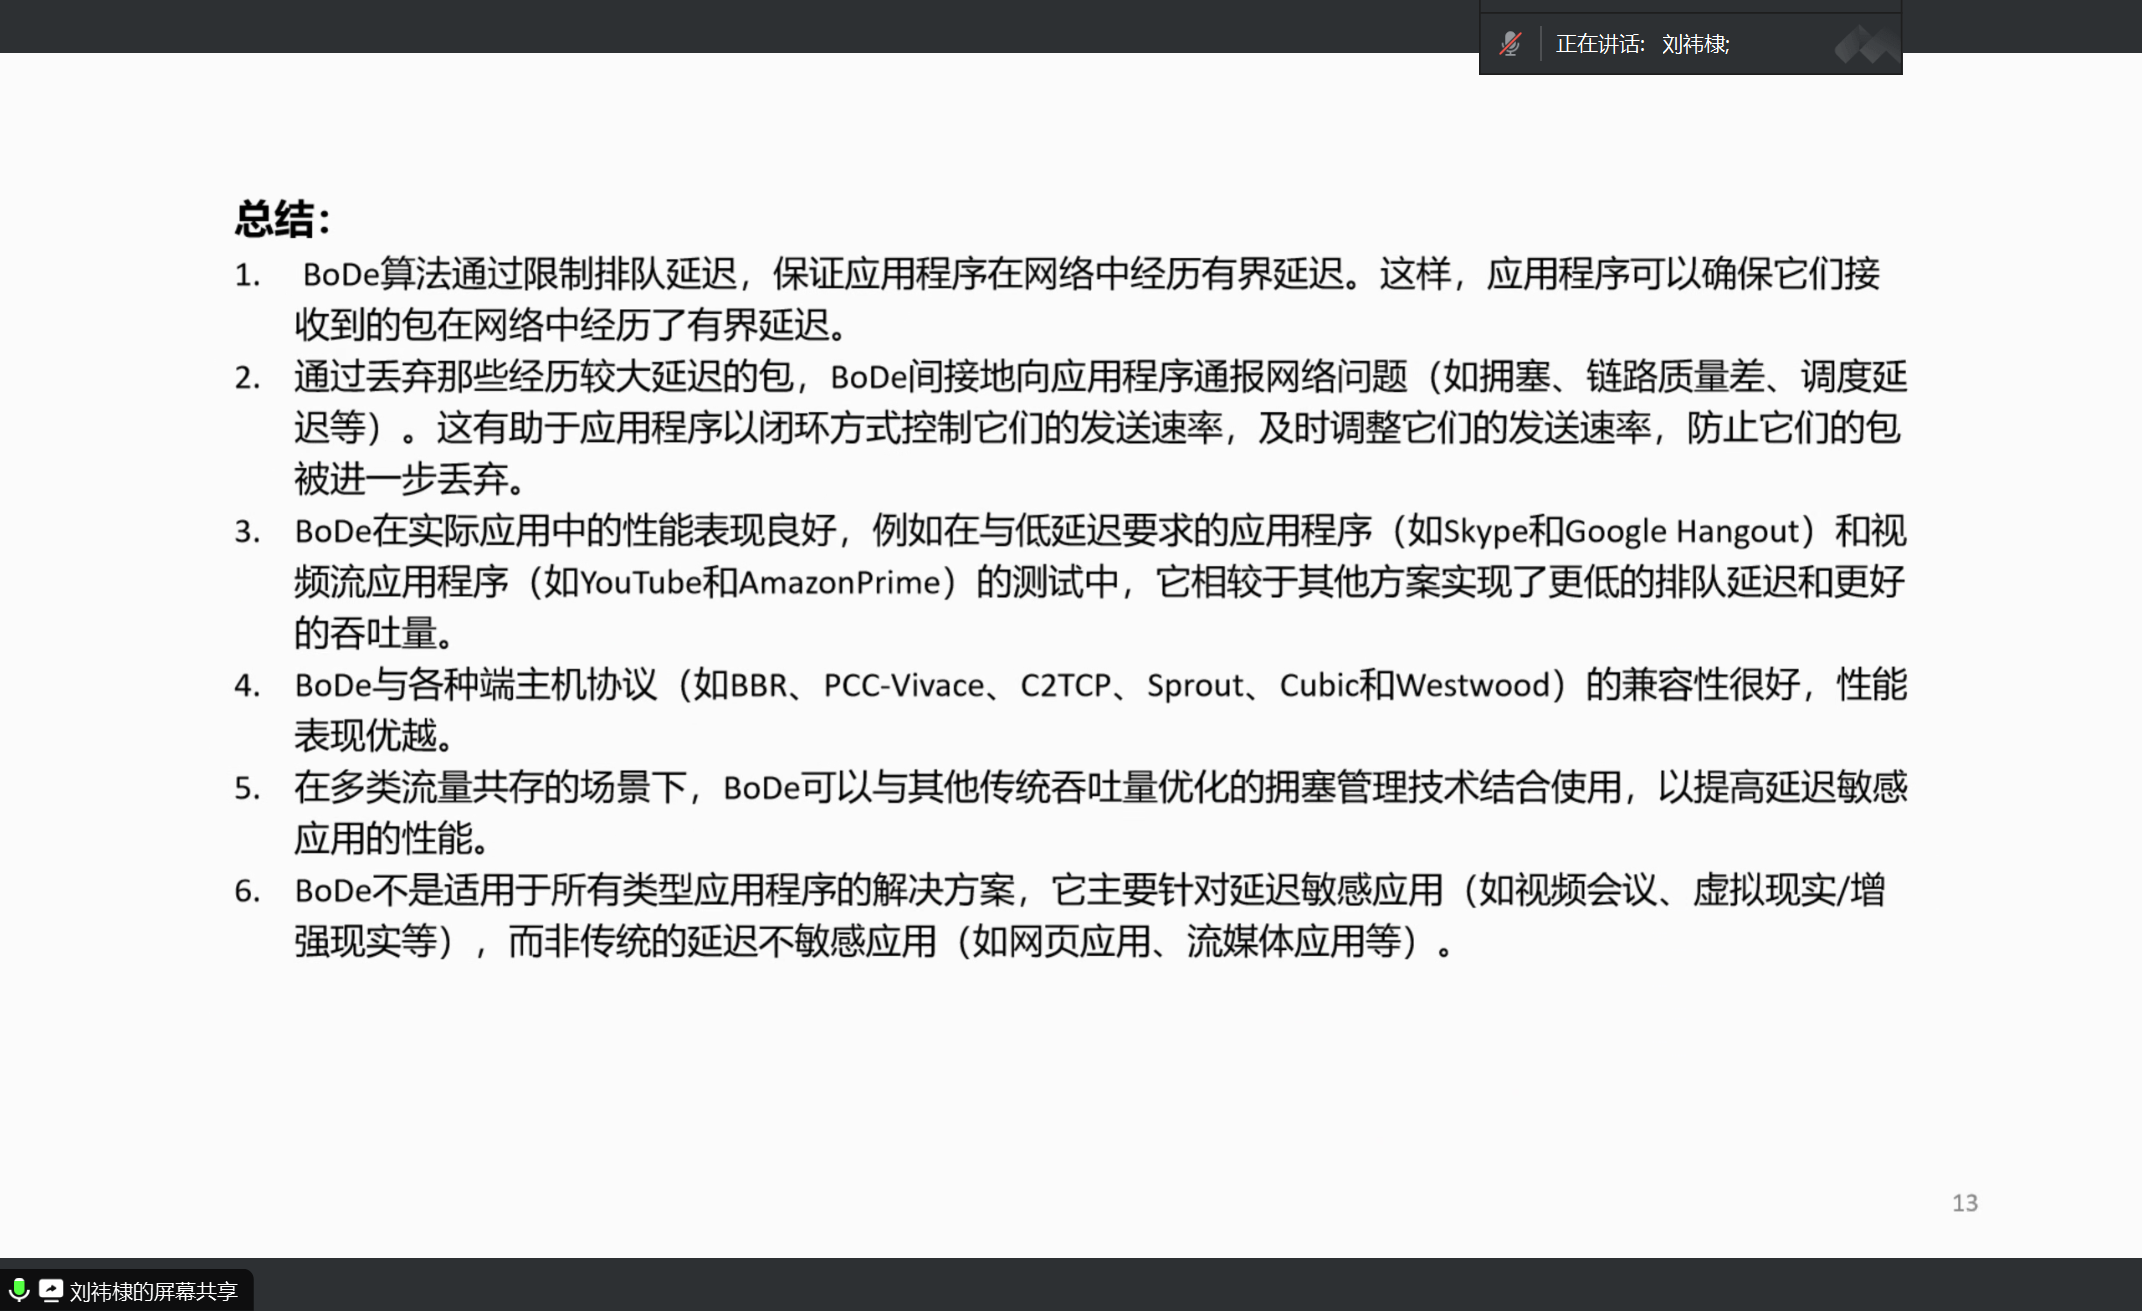 正在讲话: 刘祎棣;
总结：
1. BoDe算法通过限制排队延迟，保证应用程序在网络中经历有界延迟。这样，应用程序可以确保它们接
收到的包在网络中经历了有界延迟。
2. 通过丢弃那些经历较大延迟的包，BoDe间接地向应用程序通报网络问题（如拥塞、链路质量差、调度延
迟等）。这有助于应用程序以闭环方式控制它们的发送速率，及时调整它们的发送速率，防止它们的包
被进一步丢弃。
3. BoDe在实际应用中的性能表现良好，例如在与低延迟要求的应用程序（如Skype和Google Hangout）和视
频流应用程序（如YouTube和AmazonPrime）的测试中，它相较于其他方案实现了更低的排队延迟和更好
的吞吐量。
4. BoDe与各种端主机协议（如BBR、PCC-Vivace、C2TCP、Sprout、Cubic和Westwood）的兼容性很好，性能
表现优越。
5. 在多类流量共存的场景下，BoDe可以与其他传统吞吐量优化的拥塞管理技术结合使用，以提高延迟敏感
应用的性能。
6. BoDe不是适用于所有类型应用程序的解决方案，它主要针对延迟敏感应用（如视频会议、虚拟现实/增
强现实等），而非传统的延迟不敏感应用（如网页应用、流媒体应用等）。
13
刘祎棣的屏幕共享